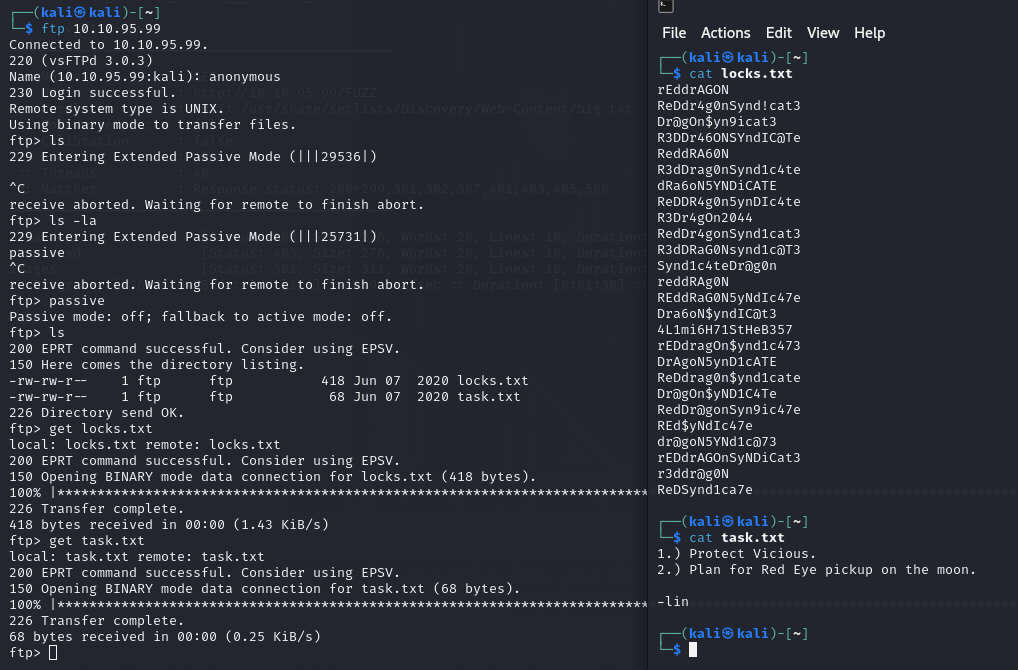 ┌──(kali㉿kali)-[~]
└─$ ftp 10.10.95.99
Connected to 10.10.95.99.
220 (vsFTPd 3.0.3)
Name (10.10.95.99:kali): anonymous
230 Login successful.
Remote system type is UNIX.
Using binary mode to transfer files.
ftp> ls
229 Entering Extended Passive Mode (|||29536|)
^C
receive aborted. Waiting for remote to finish abort.
ftp> ls -la
229 Entering Extended Passive Mode (|||25731|)
passive
^C
receive aborted. Waiting for remote to finish abort.
ftp> passive
Passive mode: off; fallback to active mode: off.
ftp> ls
200 EPRT command successful. Consider using EPSV.
150 Here comes the directory listing.
-rw-rw-r-- 1 ftp ftp 418 Jun 07 2020 locks.txt
-rw-rw-r-- 1 ftp ftp 68 Jun 07 2020 task.txt
226 Directory send OK.
ftp> get locks.txt
local: locks.txt remote: locks.txt
200 EPRT command successful. Consider using EPSV.
150 Opening BINARY mode data connection for locks.txt (418 bytes).
100% |**************************************************************************
226 Transfer complete.
418 bytes received in 00:00 (1.43 KiB/s)
ftp> get task.txt
local: task.txt remote: task.txt
200 EPRT command successful. Consider using EPSV.
150 Opening BINARY mode data connection for task.txt (68 bytes).
100% |**************************************************************************
226 Transfer complete.
68 bytes received in 00:00 (0.25 KiB/s)
ftp>
File Actions Edit View Help
┌──(kali㉿kali)-[~]
└─$ cat locks.txt
rEddrAGON
ReDdr4g0nSynd!cat3
Dr@gOn$yn9icat3
R3DDr46ONSYndIC@Te
ReddRA60N
R3dDrag0nSynd1c4te
dRa6oN5YNDiCATE
ReDDR4g0n5ynDIc4te
R3Dr4gOn2044
RedDr4gonSynd1cat3
R3dDRaG0Nsynd1c@T3
Synd1c4teDr@g0n
reddRAg0N
REddRaG0N5yNdIc47e
Dra6oN$yndIC@t3
4L1mi6H71StHeB357
rEDdragOn$ynd1c473
DrAgoN5ynD1cATE
ReDdrag0n$ynd1cate
Dr@gOn$yND1C4Te
RedDr@gonSyn9ic47e
REd$yNdIc47e
dr@goN5YNd1c@73
rEDdrAGOnSyNDiCat3
r3ddr@g0N
ReDSynd1ca7e
┌──(kali㉿kali)-[~]
└─$ cat task.txt
1.) Protect Vicious.
2.) Plan for Red Eye pickup on the moon.
-lin
┌──(kali㉿kali)-[~]
└─$